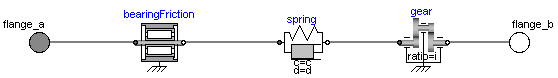 bearingFriction
spring
gear
flange_a
flange_b
c=c
d=d
ratio=i